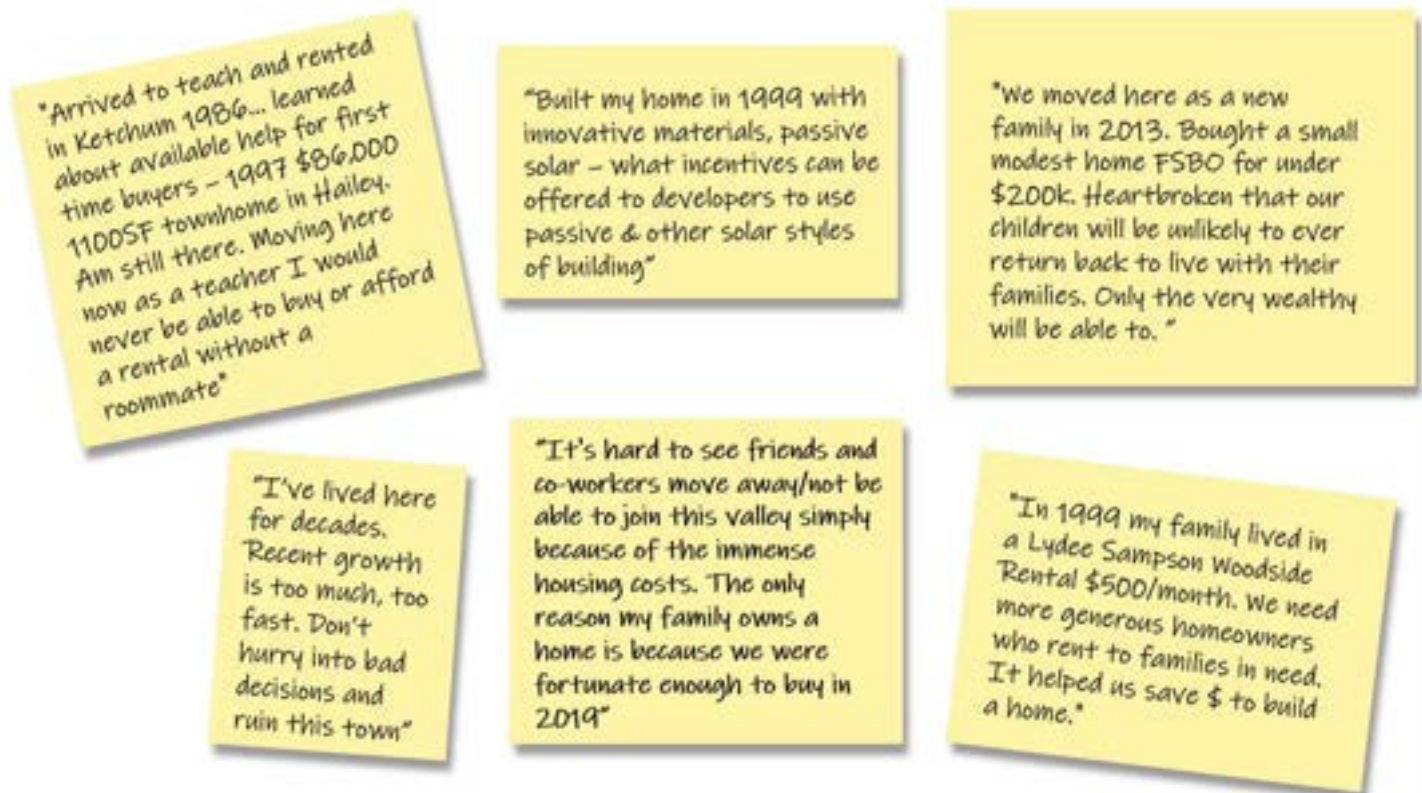 "Arrived to teach and rented
in Ketchum 1986... learned
about available help for first
time buyers – 1997 $86,000
1100SF townhome in Hailey.
Am still there. Moving here
now as a teacher I would
never be able to buy or afford
a rental without a
roommate"
"Built my home in 1999 with
innovative materials, passive
solar – what incentives can be
offered to developers to use
passive & other solar styles
of building"
"We moved here as a new
family in 2013. Bought a small
modest home FSBO for under
$200k. Heartbroken that our
children will be unlikely to ever
return back to live with their
families. Only the very wealthy
will be able to. "
"I've lived here
for decades.
Recent growth
is too much, too
fast. Don't
hurry into bad
decisions and
ruin this town"
"It's hard to see friends and
co-workers move away/not be
able to join this valley simply
because of the immense
housing costs. The only
reason my family owns a
home is because we were
fortunate enough to buy in
2019"
"In 1999 my family lived in
a Lydee Sampson Woodside
Rental $500/month. We need
more generous homeowners
who rent to families in need.
It helped us save $ to build
a home."